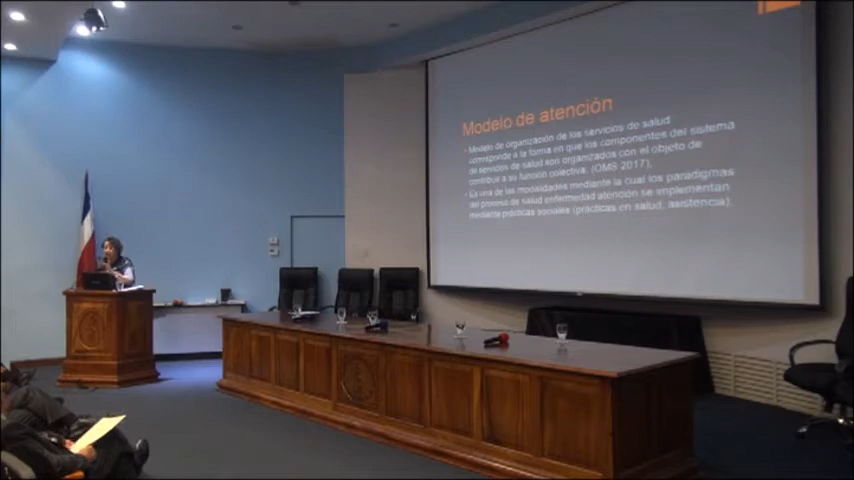 Modelo de atención
• Modelo de organización de los servicios de salud
corresponde a la forma en que los componentes del sistema
de servicios de salud son organizados con el objeto de
contribuir a su función colectiva. (OMS 2017).
• Es una de las modalidades mediante la cual los paradigmas
del proceso de salud enfermedad atención se implementan
mediante prácticas sociales (prácticas en salud, asistencia).